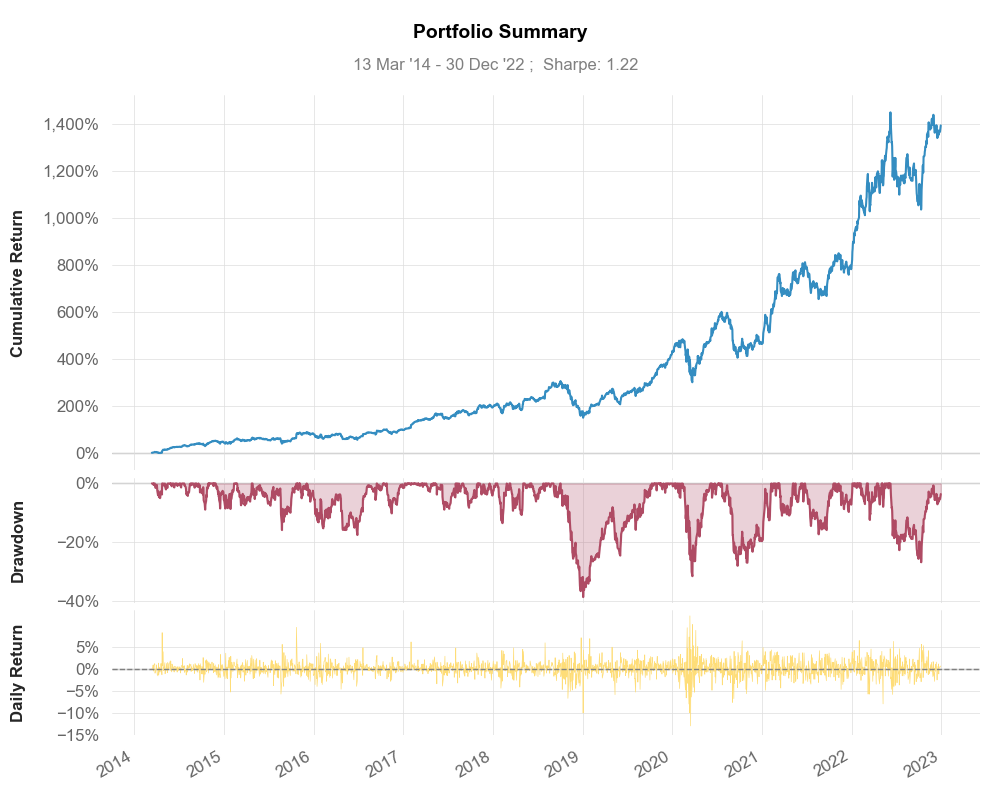 Portfolio Summary
13 Mar '14 - 30 Dec '22 ;  Sharpe: 1.22
Cumulative Return
1,400%
1,200%
1,000%
800%
600%
400%
200%
0%
Drawdown
0%
−20%
−40%
Daily Return
5%
0%
−5%
−10%
−15%
2014 2015 2016 2017 2018 2019 2020 2021 2022 2023